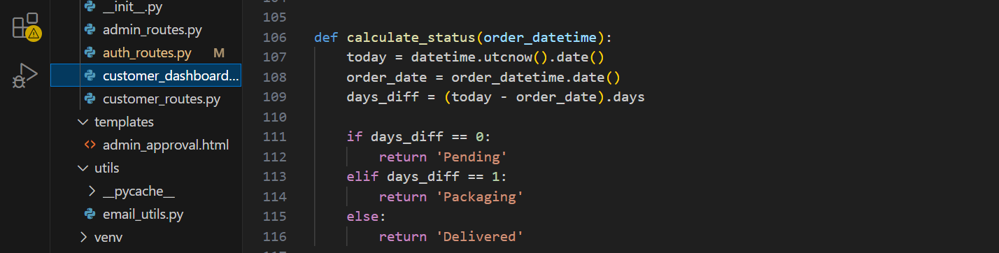 __init__.py
admin_routes.py
auth_routes.py M
customer_dashboard...
customer_routes.py
templates
<> admin_approval.html
utils
__pycache__
email_utils.py
venv
105
106 def calculate_status(order_datetime):
107 today = datetime.utcnow().date()
108 order_date = order_datetime.date()
109 days_diff = (today - order_date).days
110
111 if days_diff == 0:
112 return 'Pending'
113 elif days_diff == 1:
114 return 'Packaging'
115 else:
116 return 'Delivered'